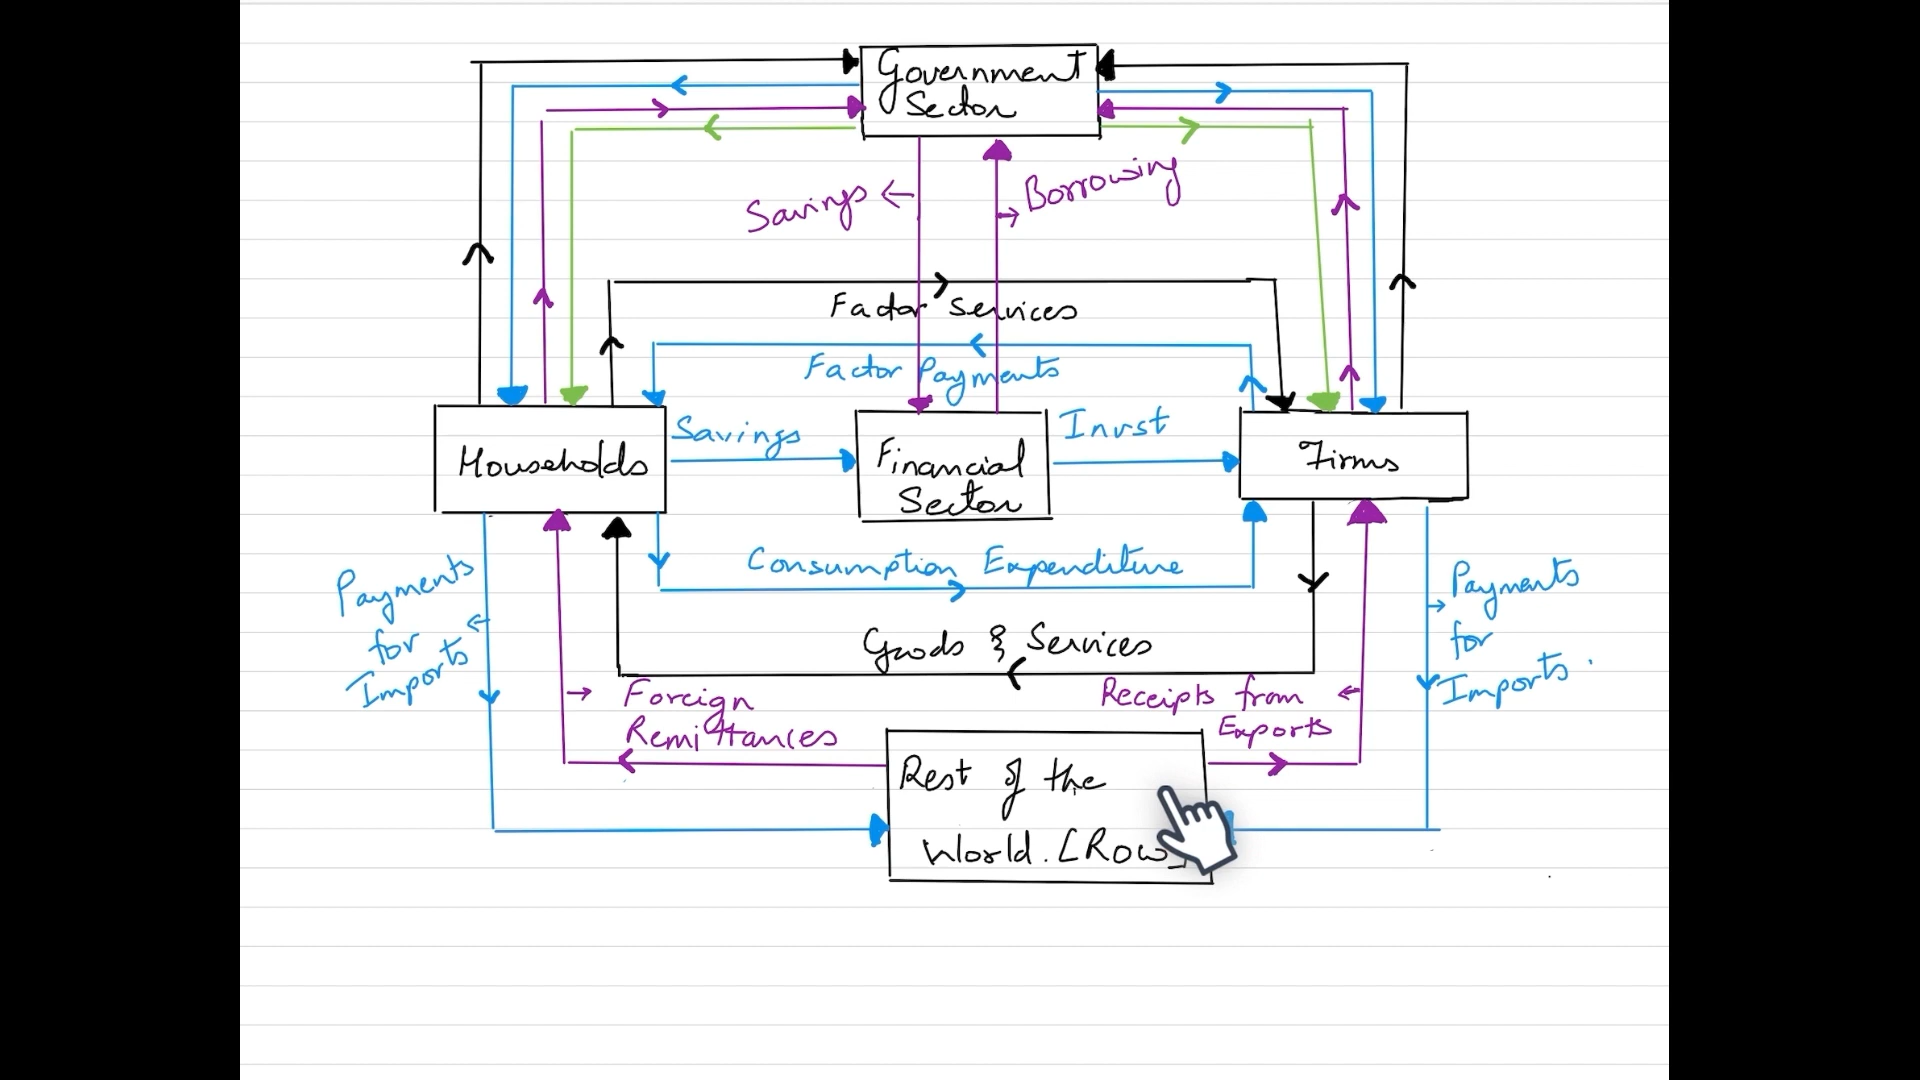 Government
Sector
Savings
Borrowing
Factor Services
Factor Payments
Households
Savings
Financial
Sector
Invst
Firms
Consumption Expenditure
Payments
for
Imports
Payments
for
Imports.
Goods & Services
Foreign
Remittances
Receipts from
Exports
Rest of the
World. [Row]